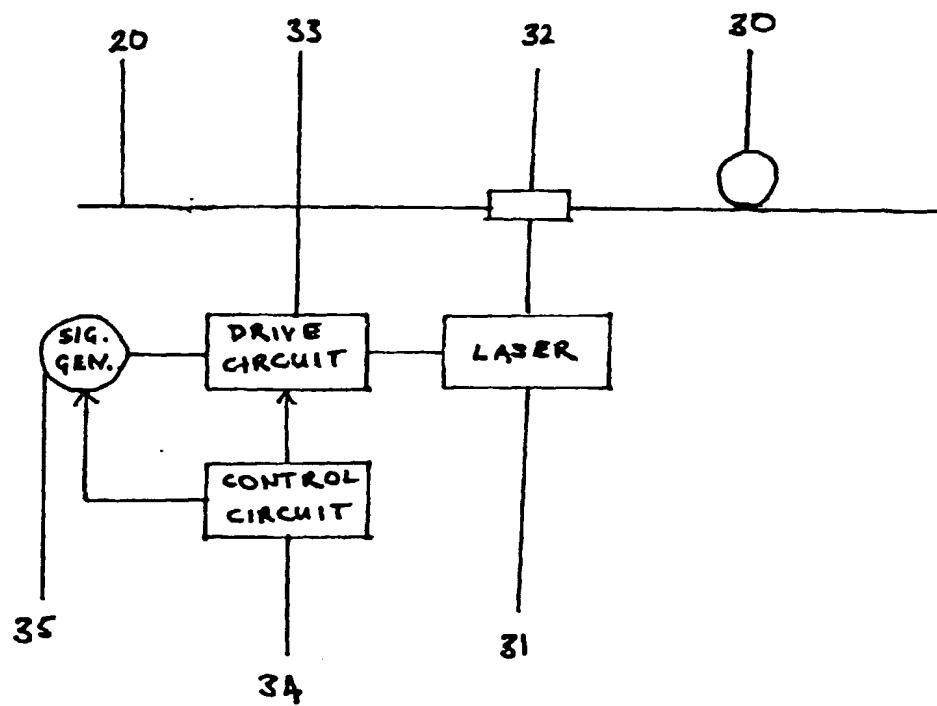 20
33
32
30
SIG.
GEN.
DRIVE
CIRCUIT
LASER
CONTROL
CIRCUIT
35
34
31